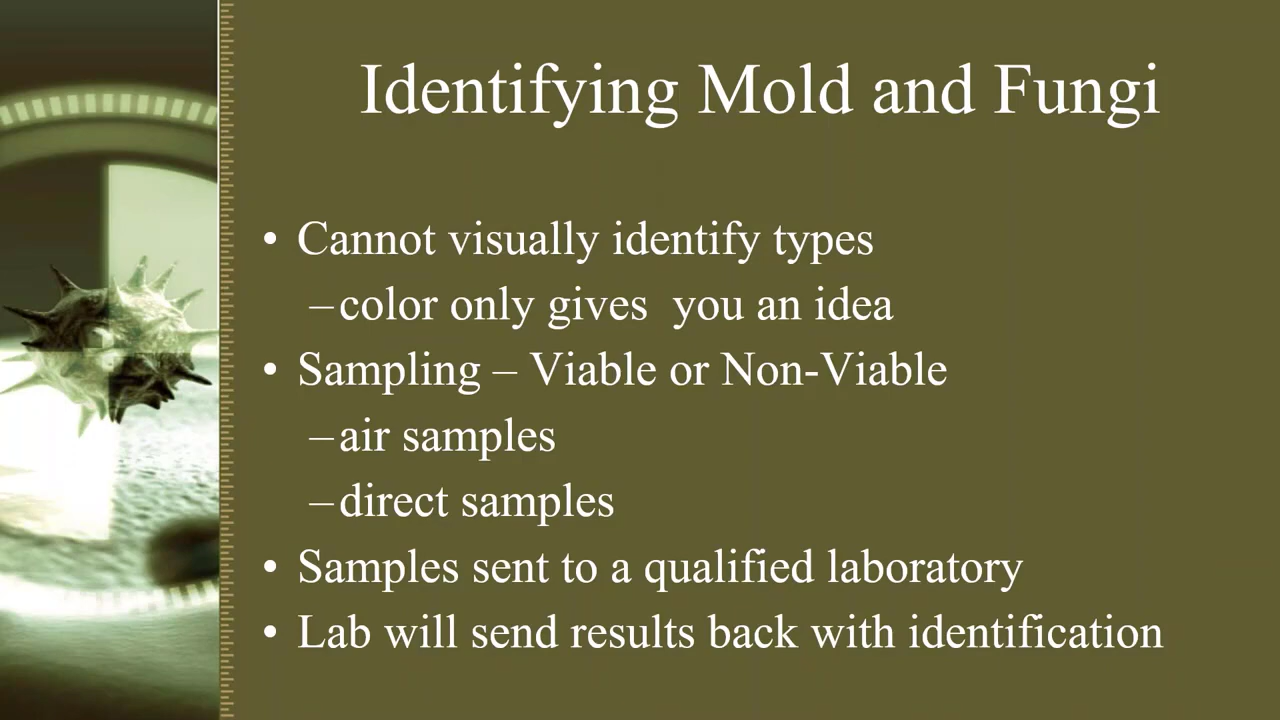 Identifying Mold and Fungi
• Cannot visually identify types
–color only gives  you an idea
• Sampling – Viable or Non-Viable
–air samples
–direct samples
• Samples sent to a qualified laboratory
• Lab will send results back with identification